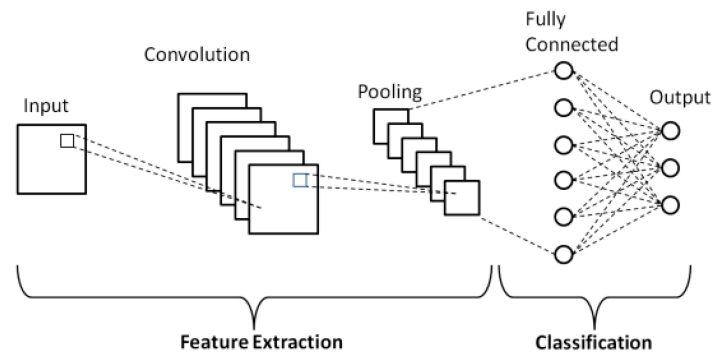 Input
Convolution
Pooling
Fully
Connected
Output
Feature Extraction
Classification